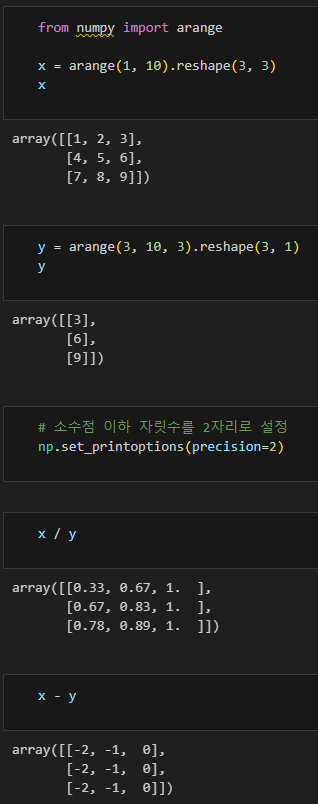 from numpy import arange
x = arange(1, 10).reshape(3, 3)
x
array([[1, 2, 3],
       [4, 5, 6],
       [7, 8, 9]])
y = arange(3, 10, 3).reshape(3, 1)
y
array([[3],
       [6],
       [9]])
# 소수점 이하 자릿수를 2자리로 설정
np.set_printoptions(precision=2)
x / y
array([[0.33, 0.67, 1.  ],
       [0.67, 0.83, 1.  ],
       [0.78, 0.89, 1.  ]])
x - y
array([[-2, -1,  0],
       [-2, -1,  0],
       [-2, -1,  0]])